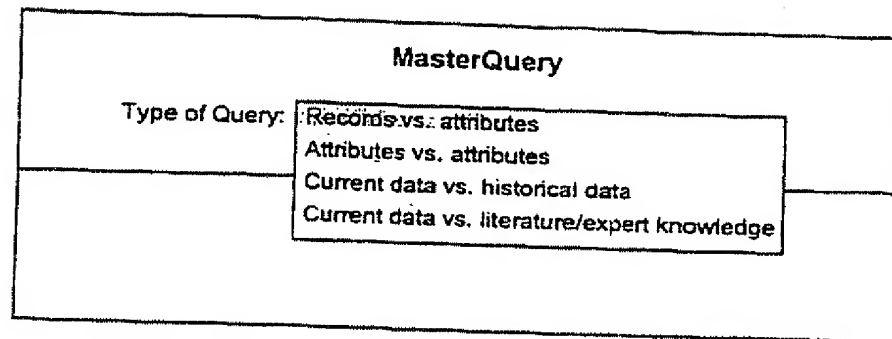 MasterQuery
Type of Query: Records vs. attributes
Attributes vs. attributes
Current data vs. historical data
Current data vs. literature/expert knowledge